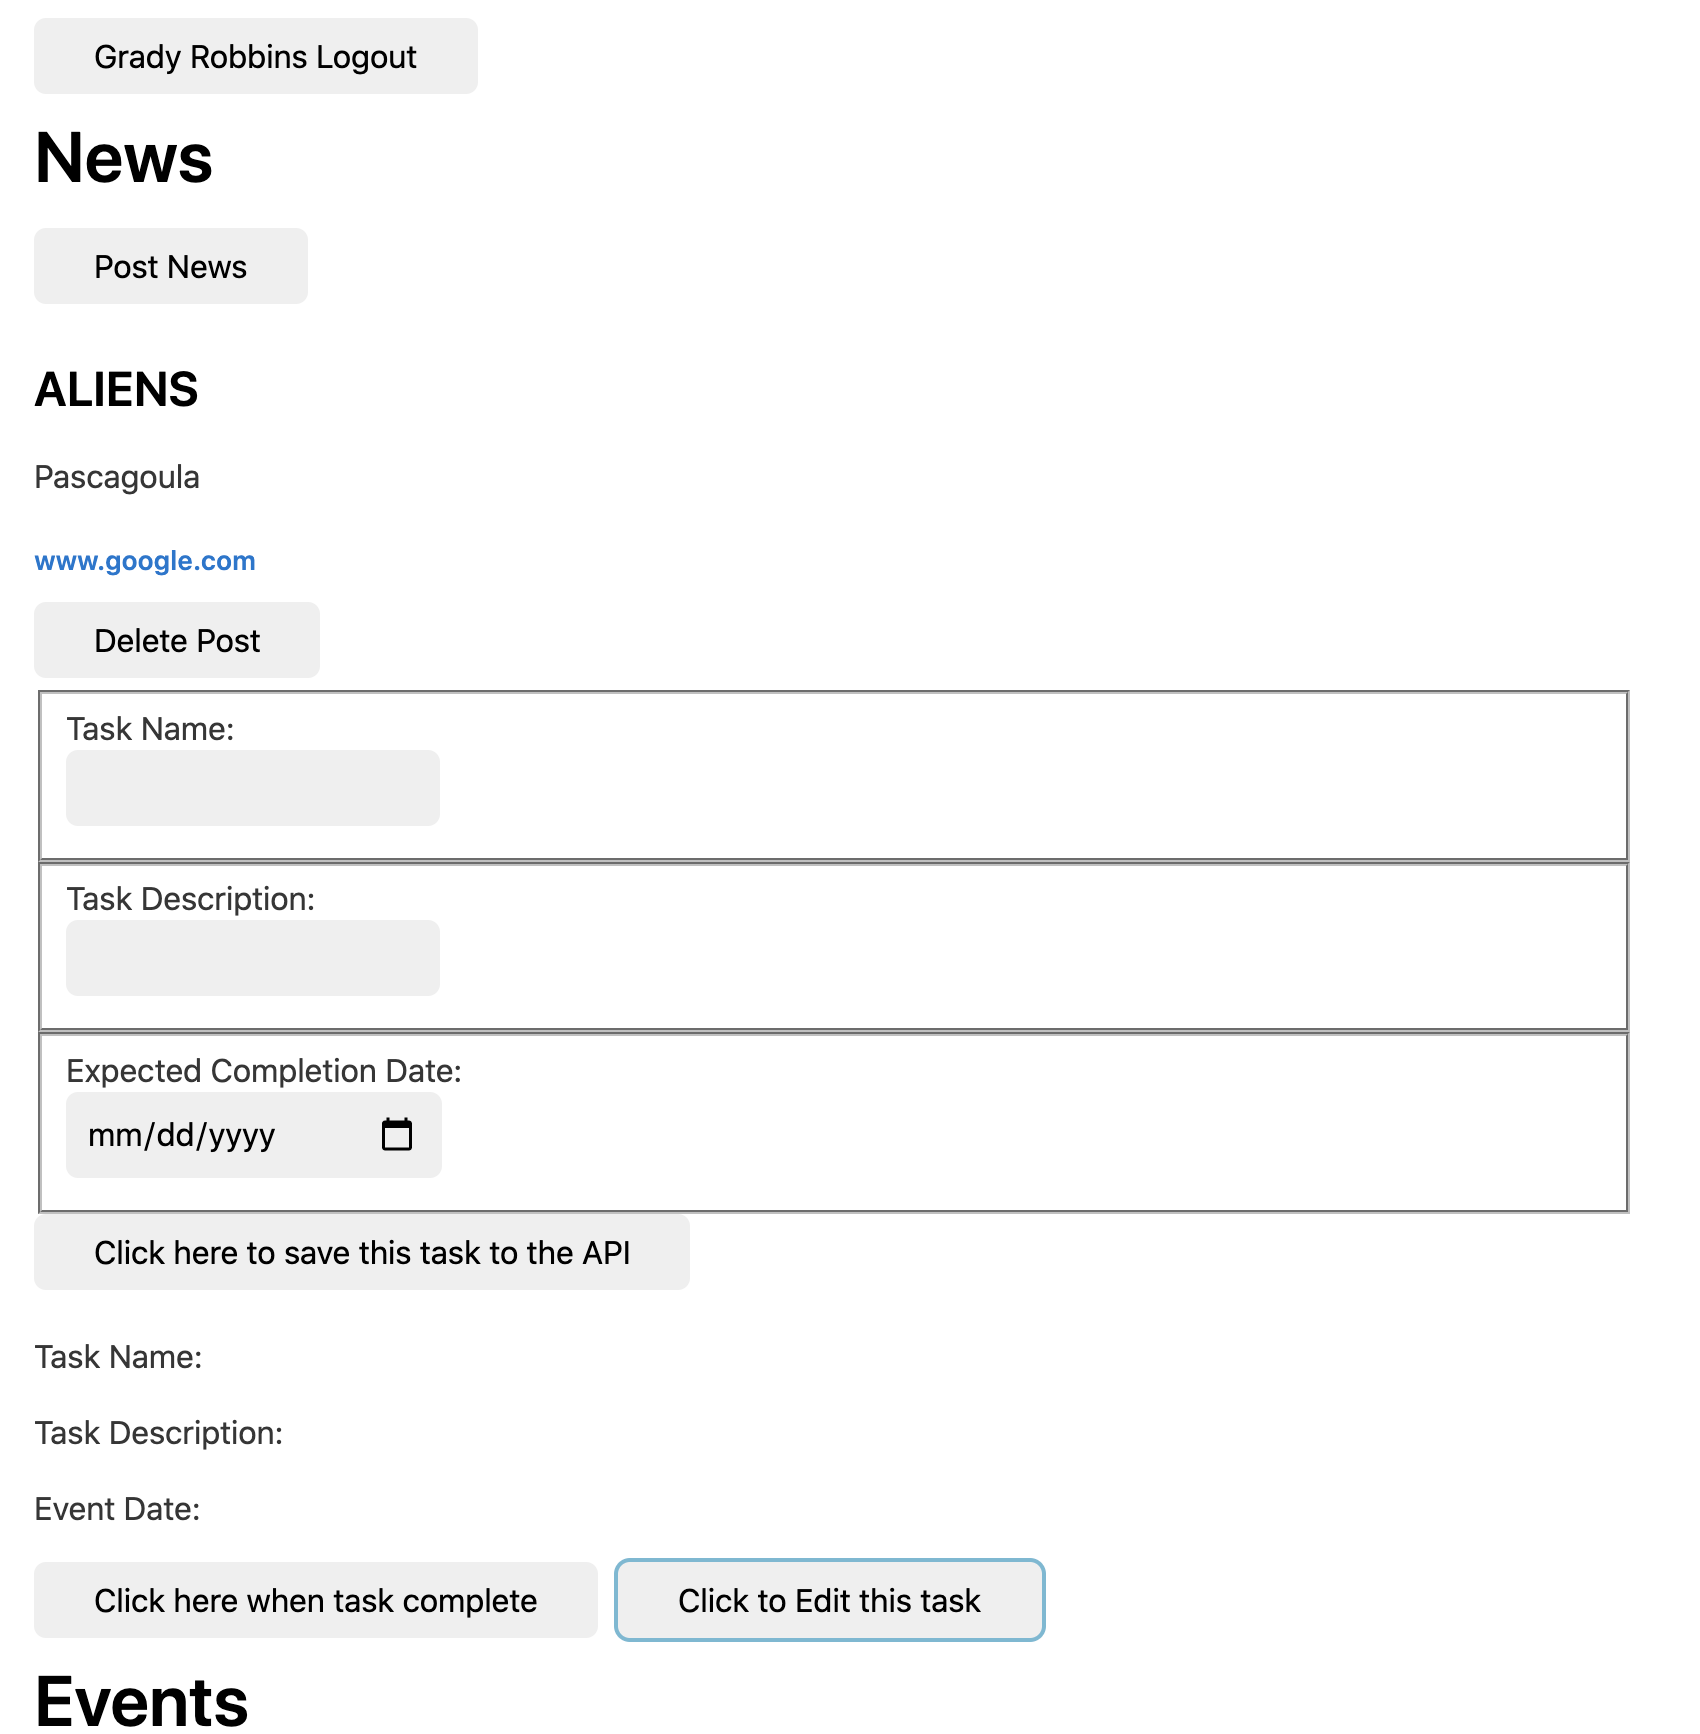 Grady Robbins Logout
News
Post News
ALIENS
Pascagoula
www.google.com
Delete Post
Task Name:
Task Description:
Expected Completion Date:
mm/dd/yyyy
Click here to save this task to the API
Task Name:
Task Description:
Event Date:
Click here when task complete Click to Edit this task
Events